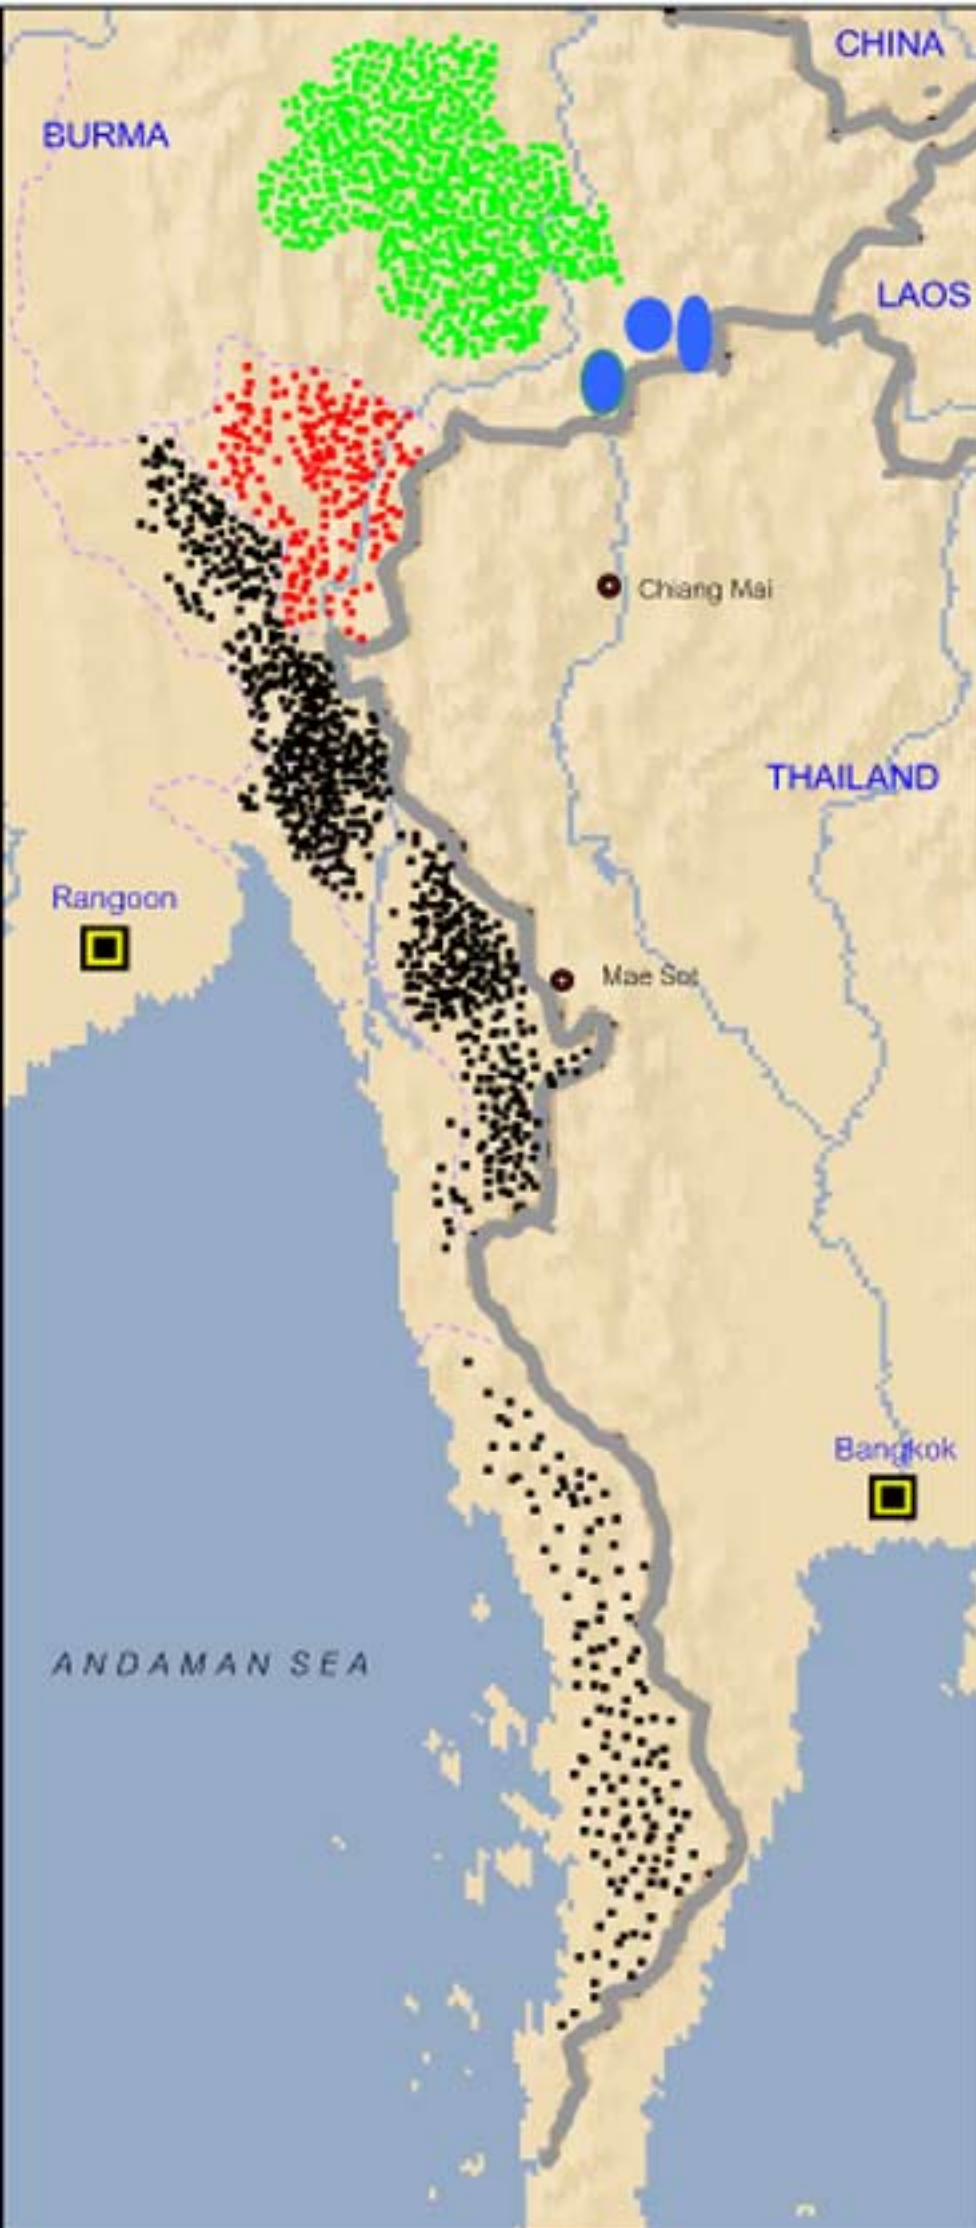 CHINA
BURMA
LAOS
Chiang Mai
THAILAND
Rangoon
Mae Sot
Bangkok
ANDAMAN SEA